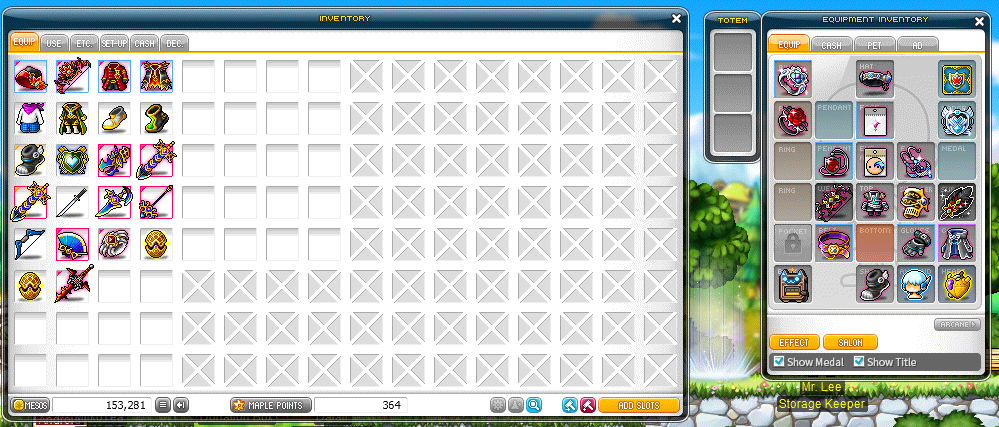 INVENTORY
EQUIP USE ETC. SET-UP CASH DEC.
MESOS 153,281 MAPLE POINTS 364 ADD SLOTS
TOTEM
EQUIPMENT INVENTORY
EQUIP CASH PET AD
HAT
PENDANT
RING PENDANT MEDAL
RING
POCKET BELT BOTTOM
ARCANE
EFFECT SALON
Show Medal Show Title
Mr. Lee
Storage Keeper